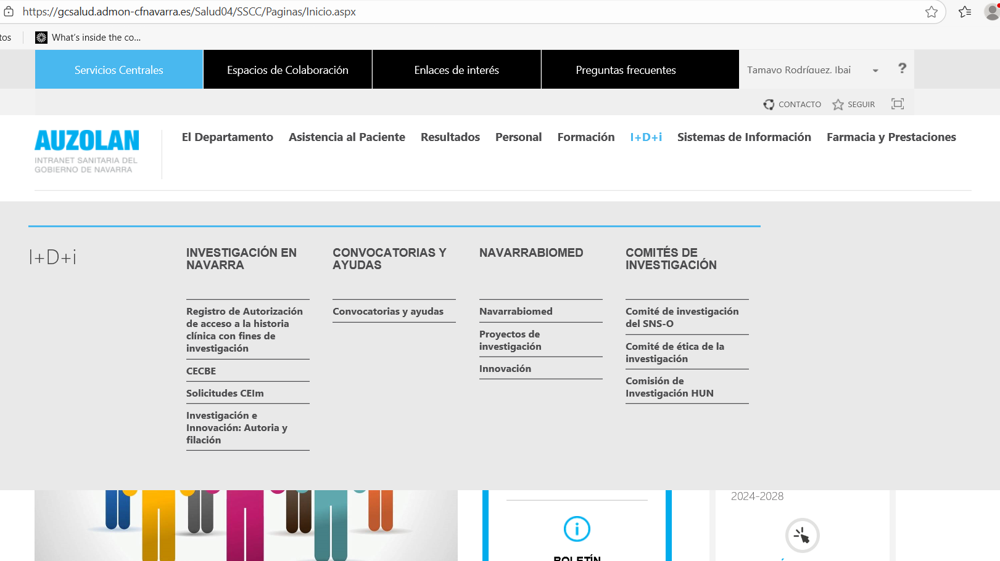 https://gcsalud.admon-cfnavarra.es/Salud04/SSCC/Paginas/Inicio.aspx
tos
What's inside the co...
Servicios Centrales
Espacios de Colaboración
Enlaces de interés
Preguntas frecuentes
Tamayo Rodríguez, Ibai
?
CONTACTO
SEGUIR
AUZOLAN
INTRANET SANITARIA DEL
GOBIERNO DE NAVARRA
El Departamento
Asistencia al Paciente
Resultados
Personal
Formación
I+D+i
Sistemas de Información
Farmacia y Prestaciones
I+D+i
INVESTIGACIÓN EN
NAVARRA
Registro de Autorización
de acceso a la historia
clínica con fines de
investigación
CECBE
Solicitudes CEIm
Investigación e
Innovación: Autoria y
filación
CONVOCATORIAS Y
AYUDAS
Convocatorias y ayudas
NAVARRABIOMED
Navarrabiomed
Proyectos de
investigación
Innovación
COMITÉS DE
INVESTIGACIÓN
Comité de investigación
del SNS-O
Comité de ética de la
investigación
Comisión de
Investigación HUN
BOLETÍN
2024-2028